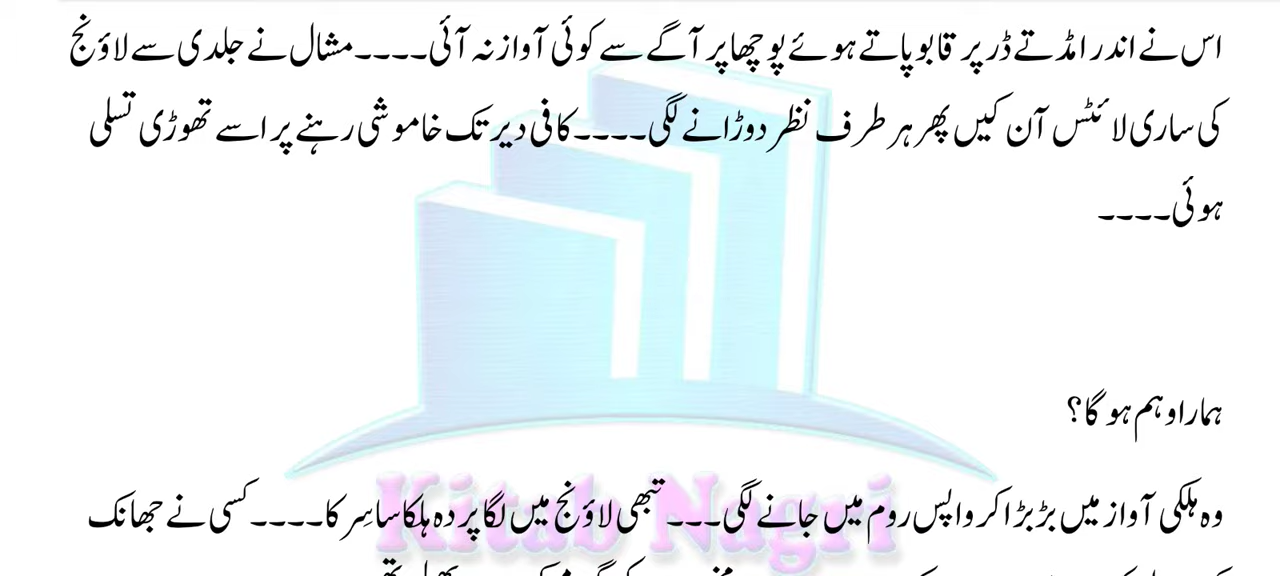 اس نے اندر امڈتے ڈر پر قابو پاتے ہوئے پوچھا پر آگے سے کوئی آواز نہ آئی۔۔۔۔ مشال نے جلدی سے لاؤنج
کی ساری لائٹس آن کیں پھر ہر طرف نظر دوڑانے لگی۔۔۔۔ کافی دیر تک خاموشی رہنے پر اسے تھوڑی تسلی
ہوئی۔۔۔۔
ہمارا وہم ہو گا؟
وہ ہلکی آواز میں بڑبڑا کر واپس روم میں جانے لگی۔۔۔ تبھی لاؤنج میں لگا پردہ ہلکا سا سِرکا۔۔۔۔ کسی نے جھانک
Kitab Nagri